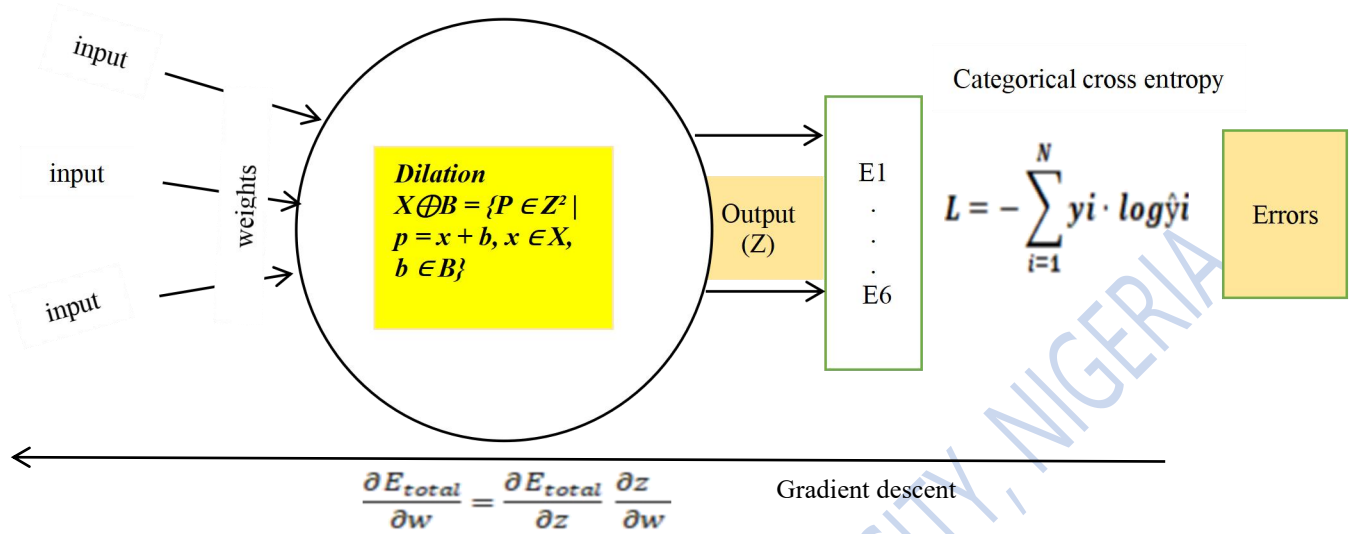 input
input
input
weights
Dilation
X⨁B = {P ∈ Z² |
p = x + b, x ∈ X,
b ∈ B}
Output
(Z)
E1
.
.
.
E6
Categorical cross entropy
L = − ∑_{i=1}^{N} yi · logŷi
Errors
Gradient descent
∂E_total/∂w = ∂E_total/∂z ∂z/∂w
SITY, NIGERIA